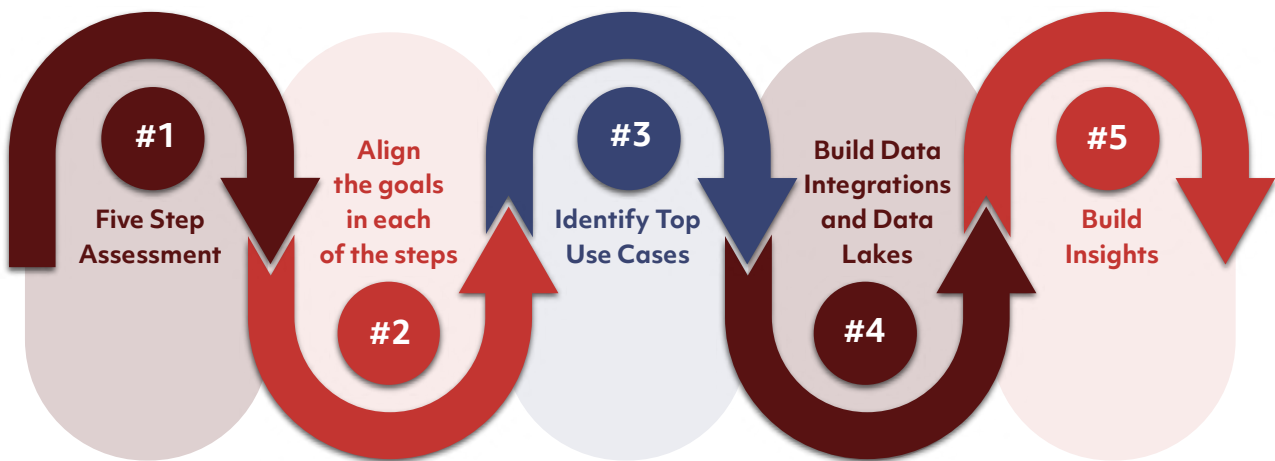 #1
Five Step
Assessment
Align
the goals
in each
of the steps
#2
#3
Identify Top
Use Cases
Build Data
Integrations
and Data
Lakes
#4
#5
Build
Insights